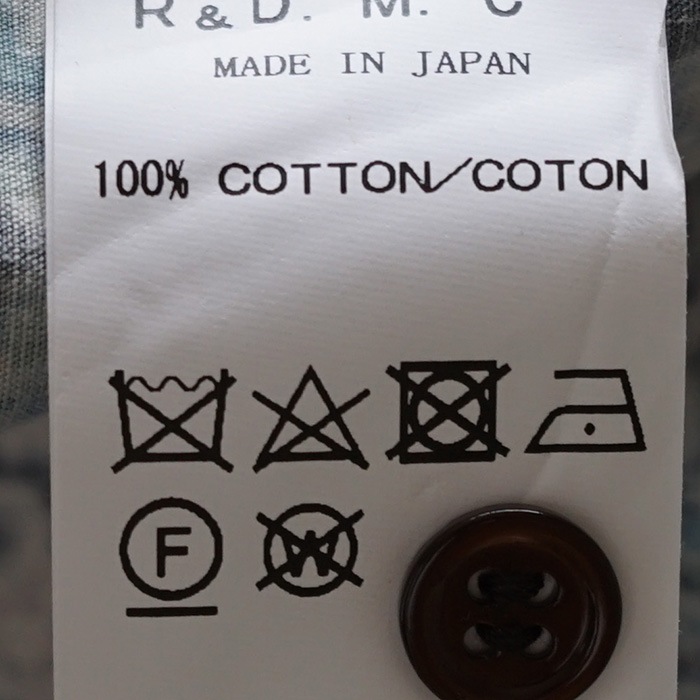 R & D. M. C
MADE IN JAPAN
100% COTTON/COTON
F W